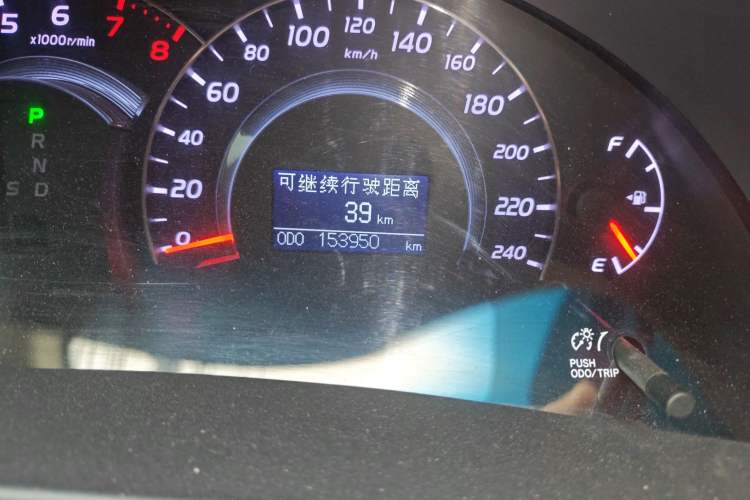 5 6 7 8
x1000r/min
P
R
N
S D
0 20 40 60 80 100 120 140 160 180 200 220 240
km/h
可继续行驶距离
39 km
ODO 153950 km
F
E
PUSH
ODO/TRIP